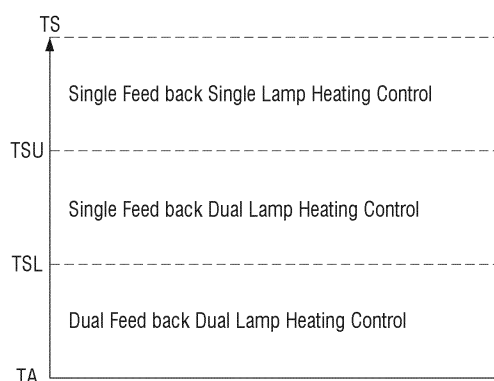 TS
Single Feed back Single Lamp Heating Control
TSU
Single Feed back Dual Lamp Heating Control
TSL
Dual Feed back Dual Lamp Heating Control
TA